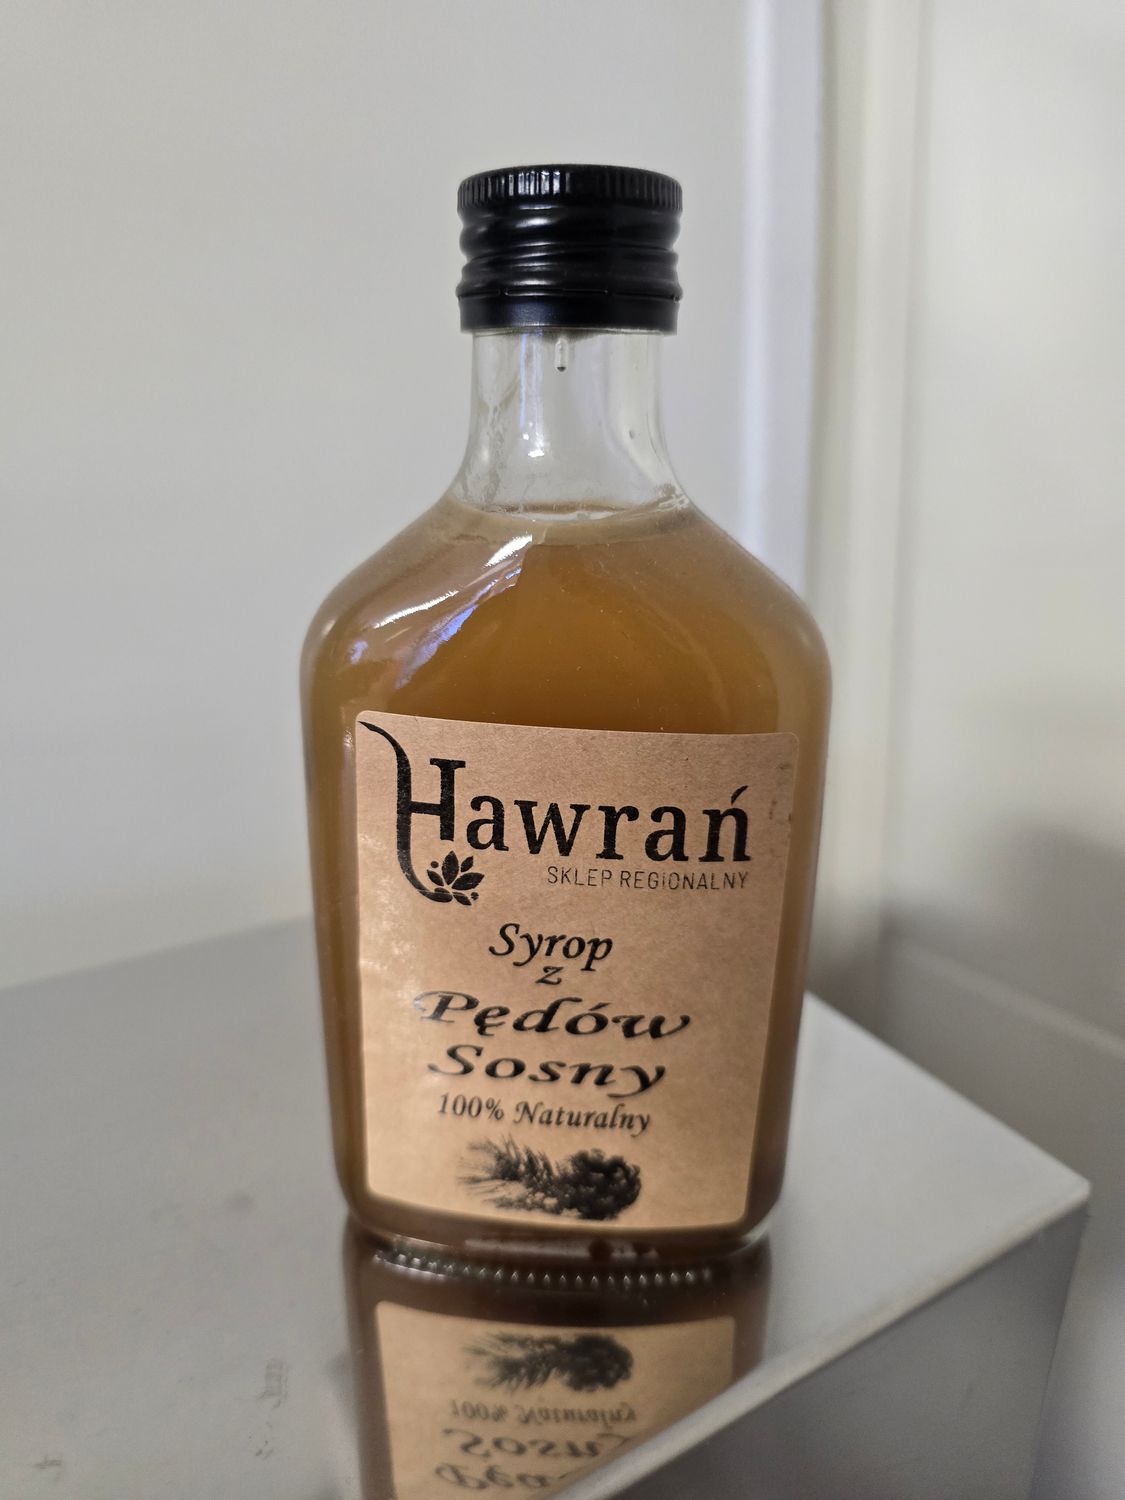 Hawrań
SKLEP REGIONALNY
Syrop
z
Pędów
Sosny
100% Naturalny